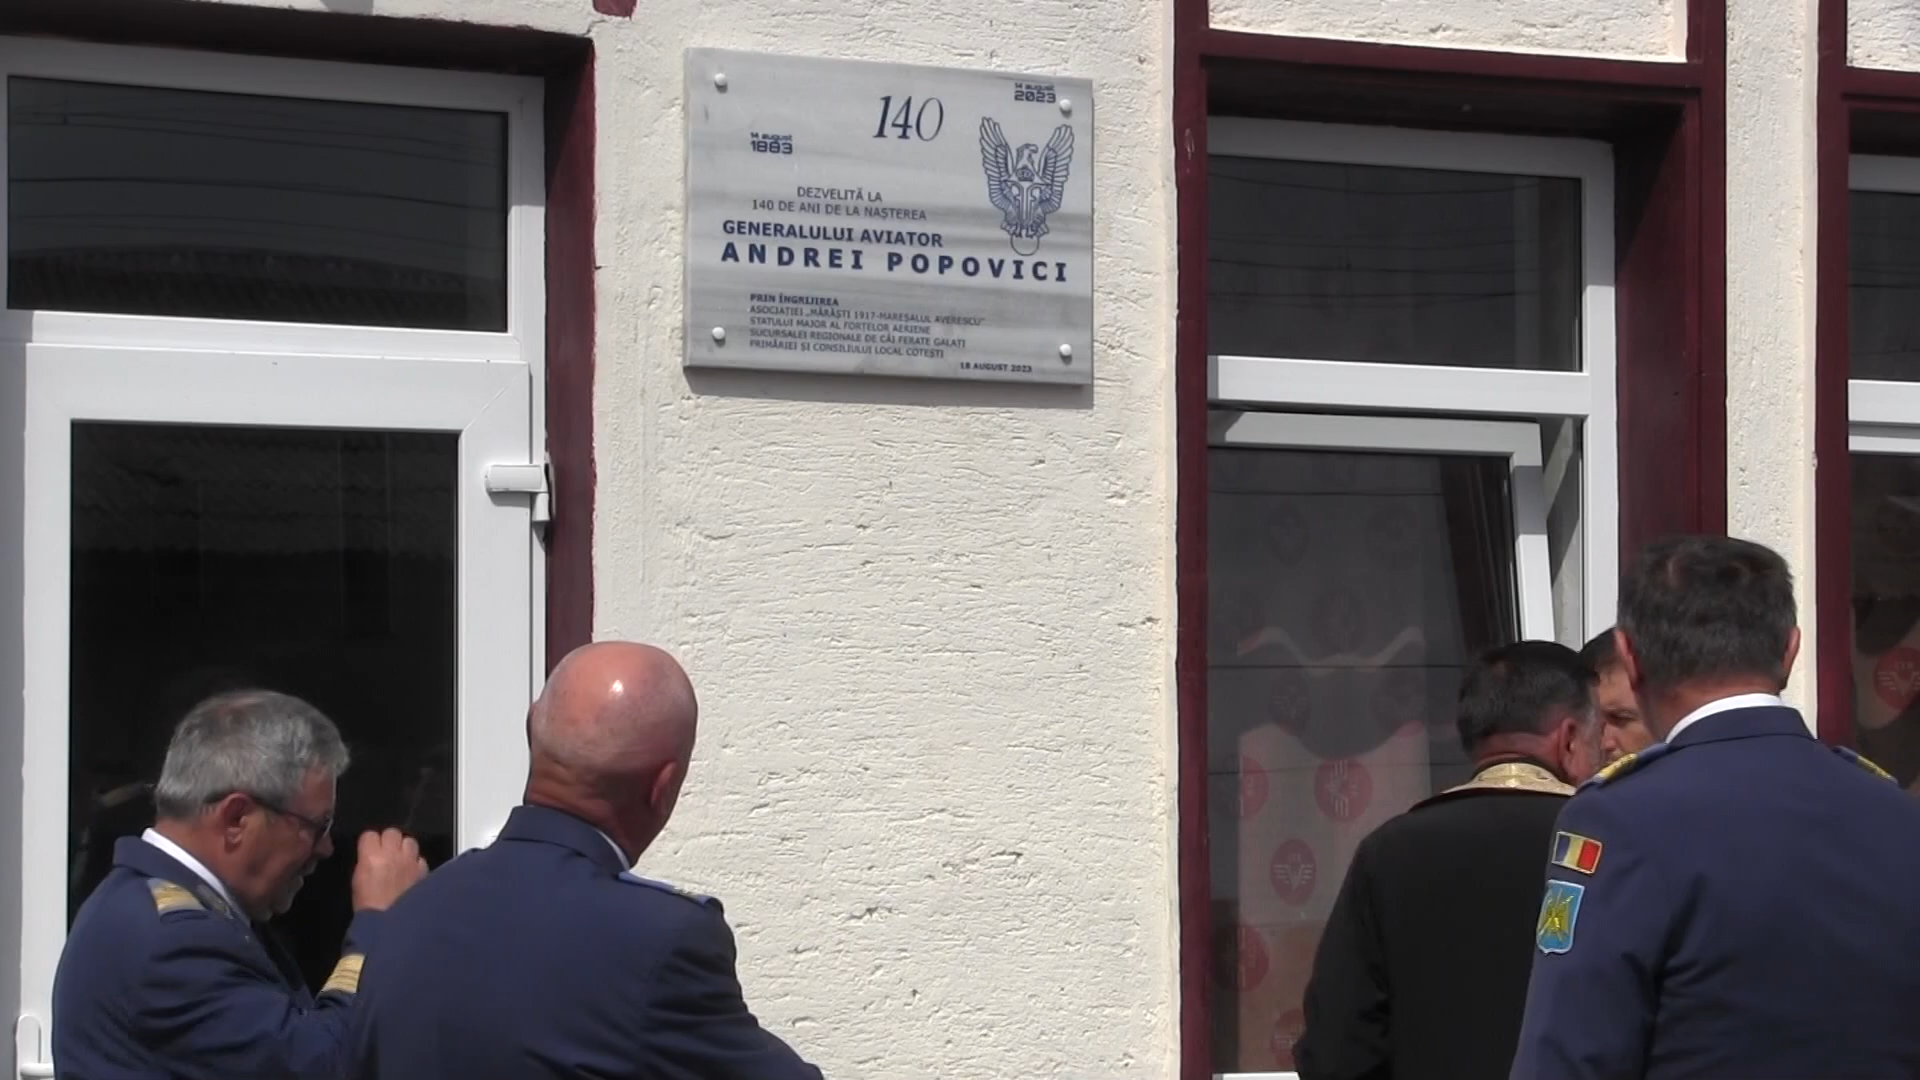 140
14 august
2023
14 august
1883
DEZVELITĂ LA
140 DE ANI DE LA NAȘTEREA
GENERALULUI AVIATOR
ANDREI POPOVICI
PRIN ÎNGRIJIREA
ASOCIAȚIEI „MĂRĂȘTI 1917-MAREȘALUL AVERESCU”
STATULUI MAJOR AL FORȚELOR AERIENE
SUCURSALEI REGIONALE DE CĂI FERATE GALAȚI
PRIMĂRIEI ȘI CONSILIULUI LOCAL COTEȘTI
18 AUGUST 2023